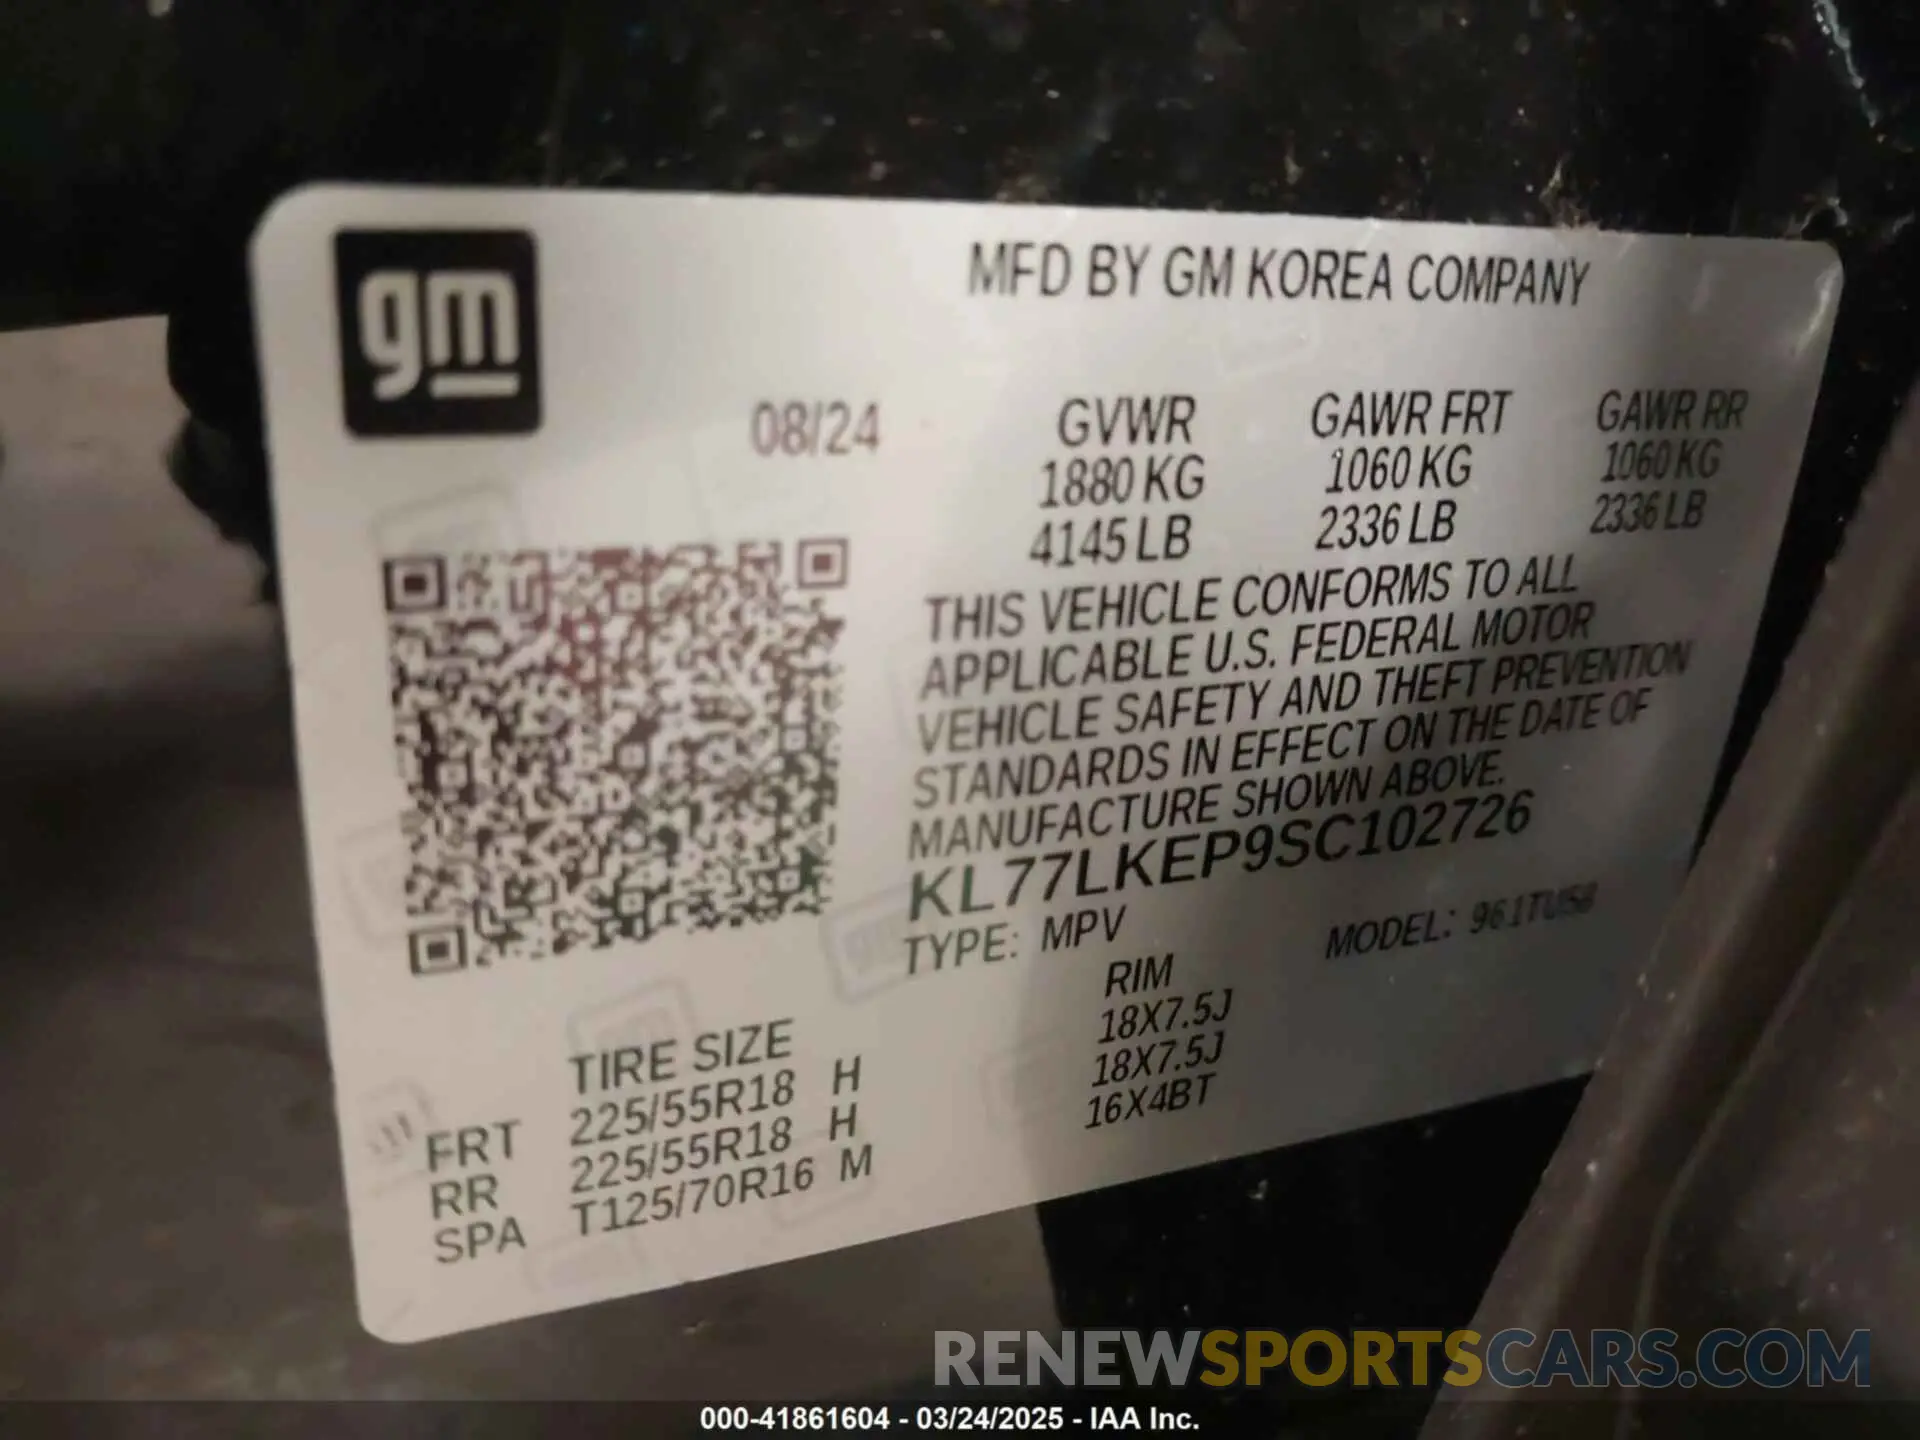 gm
MFD BY GM KOREA COMPANY
08/24
GVWR GAWR FRT GAWR RR
1880 KG 1060 KG 1060 KG
4145 LB 2336 LB 2336 LB
THIS VEHICLE CONFORMS TO ALL
APPLICABLE U.S. FEDERAL MOTOR
VEHICLE SAFETY AND THEFT PREVENTION
STANDARDS IN EFFECT ON THE DATE OF
MANUFACTURE SHOWN ABOVE.
KL77LKEP9SC102726
TYPE: MPV MODEL:
TIRE SIZE RIM
FRT 225/55R18 H 18X7.5J
RR 225/55R18 H 18X7.5J
SPA T125/70R16 M 16X4BT
RENEWSPORTSCARS.COM
000-41861604 - 03/24/2025 - IAA Inc.